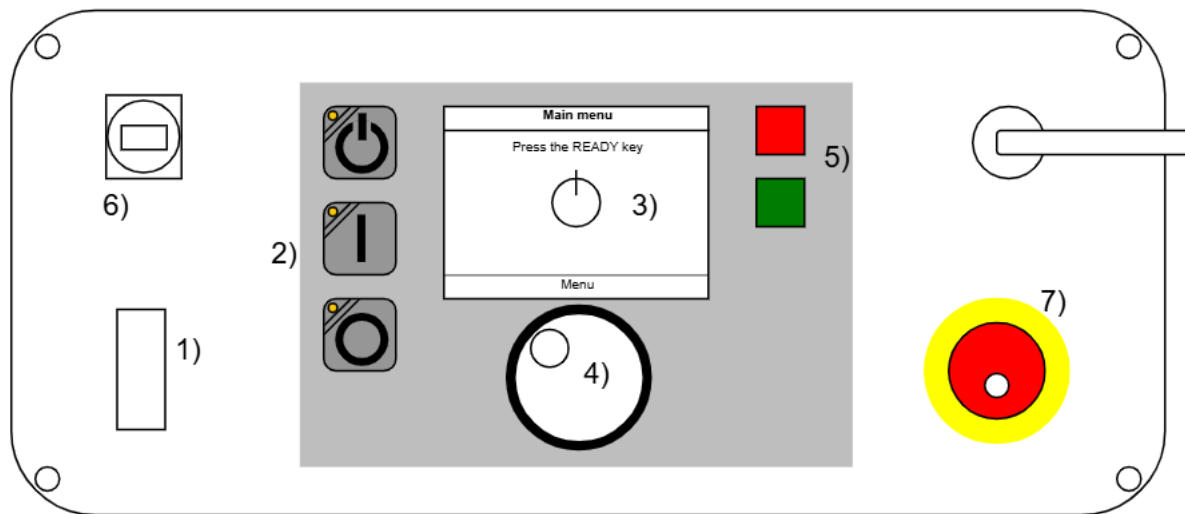 Main menu
Press the READY key
5)
6)
3)
2)
Menu
7)
1)
4)